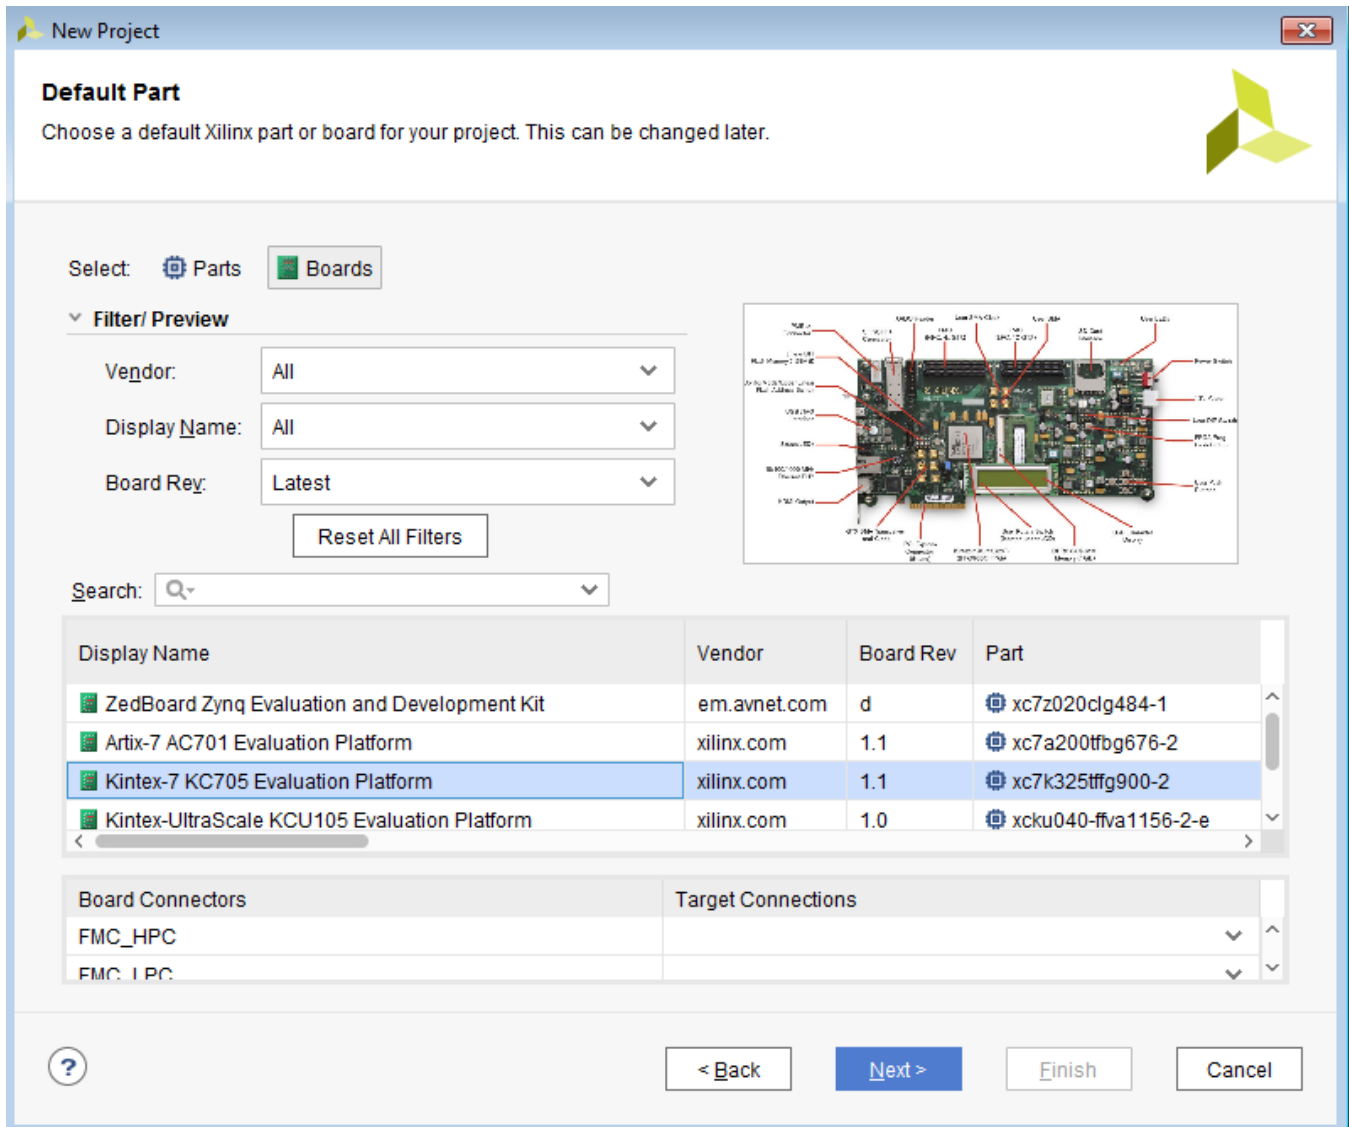 New Project
Default Part
Choose a default Xilinx part or board for your project. This can be changed later.
Select: Parts Boards
Filter/ Preview
Vendor: All
Display Name: All
Board Rev: Latest
Reset All Filters
Search:
Display Name Vendor Board Rev Part
ZedBoard Zynq Evaluation and Development Kit em.avnet.com d xc7z020clg484-1
Artix-7 AC701 Evaluation Platform xilinx.com 1.1 xc7a200tfbg676-2
Kintex-7 KC705 Evaluation Platform xilinx.com 1.1 xc7k325tffg900-2
Kintex-UltraScale KCU105 Evaluation Platform xilinx.com 1.0 xcku040-ffva1156-2-e
Board Connectors Target Connections
FMC_HPC
FMC_LPC
? < Back Next > Finish Cancel